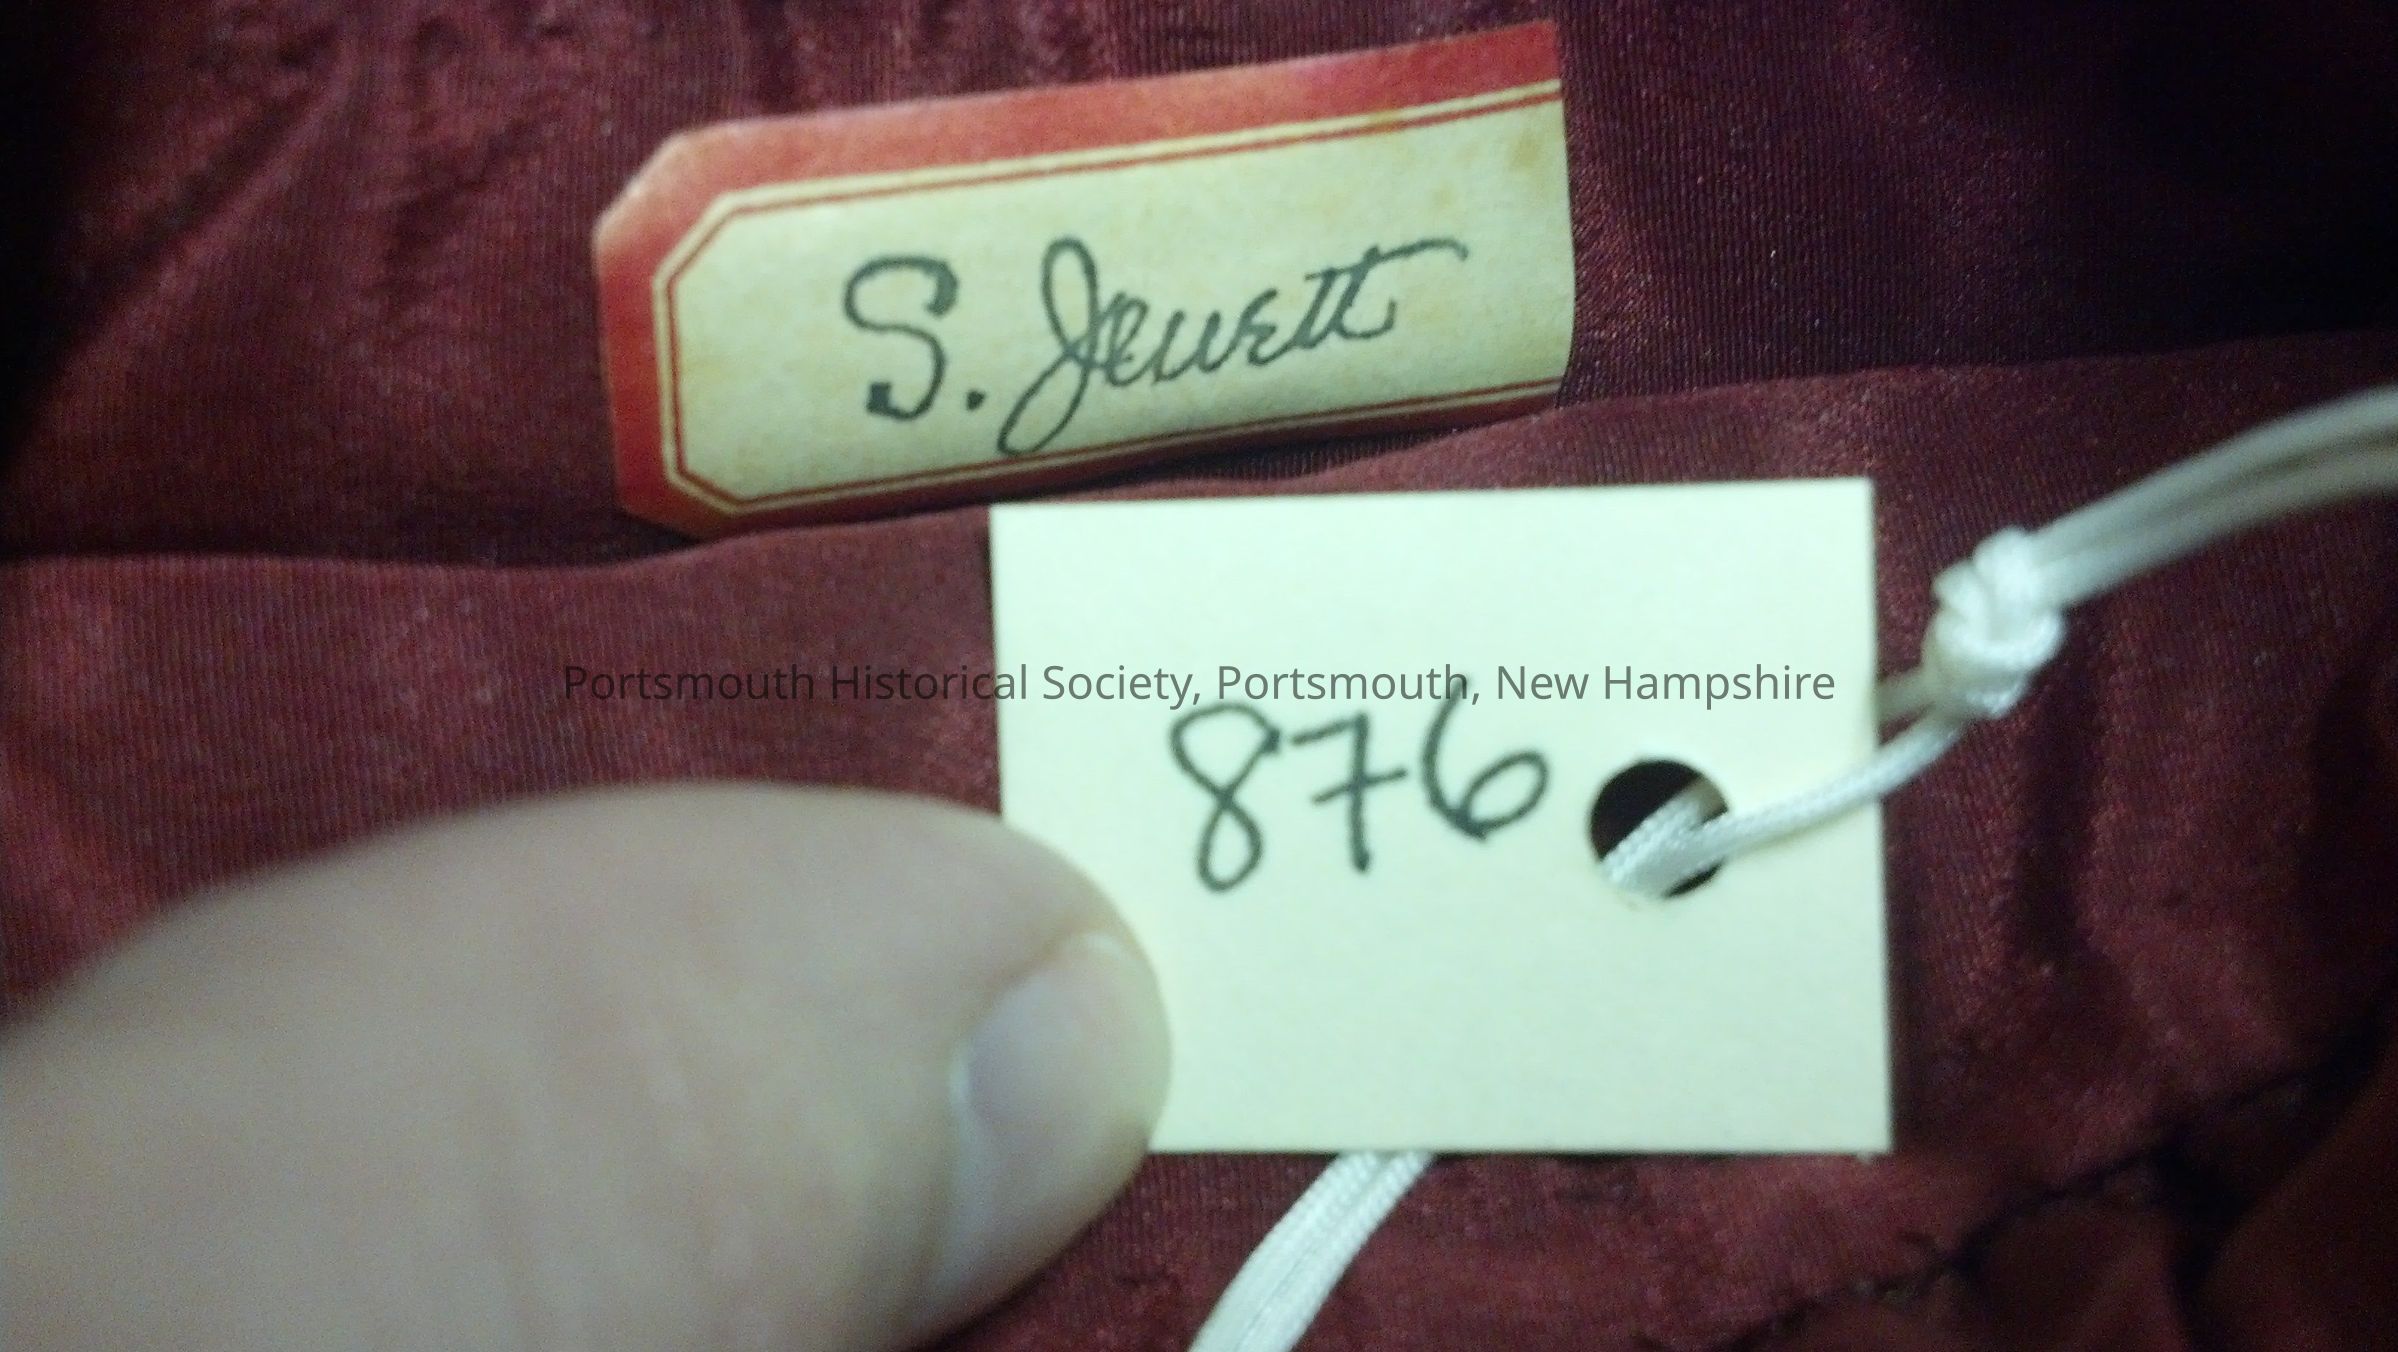 S. Jewett
Portsmouth Historical Society, Portsmouth, New Hampshire
876